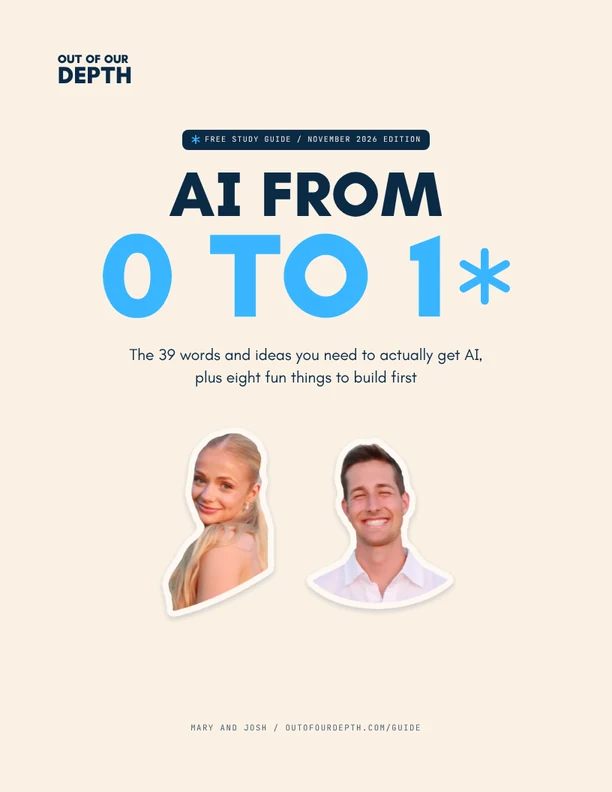 OUT OF OUR
DEPTH
* FREE STUDY GUIDE / NOVEMBER 2026 EDITION
AI FROM
0 TO 1*
The 39 words and ideas you need to actually get AI,
plus eight fun things to build first
MARY AND JOSH / OUTOFOURDEPTH.COM/GUIDE